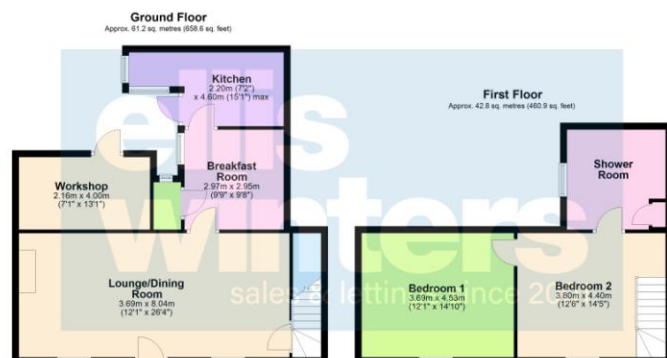 Ground Floor
Approx. 61.2 sq. metres (658.6 sq. feet)
Kitchen
2.20m (7'2")
x 4.60m (15'1") max
First Floor
Approx. 42.8 sq. metres (460.9 sq. feet)
Breakfast
Room
2.97m x 2.95m
(9'9" x 9'8")
Shower
Room
Workshop
2.16m x 4.00m
(7'1" x 13'1")
Lounge/Dining
Room
3.69m x 8.04m
(12'1" x 26'4")
Bedroom 1
3.69m x 4.53m
(12'1" x 14'10")
Bedroom 2
3.80m x 4.40m
(12'6" x 14'5")
ellis
winters
sales & letting